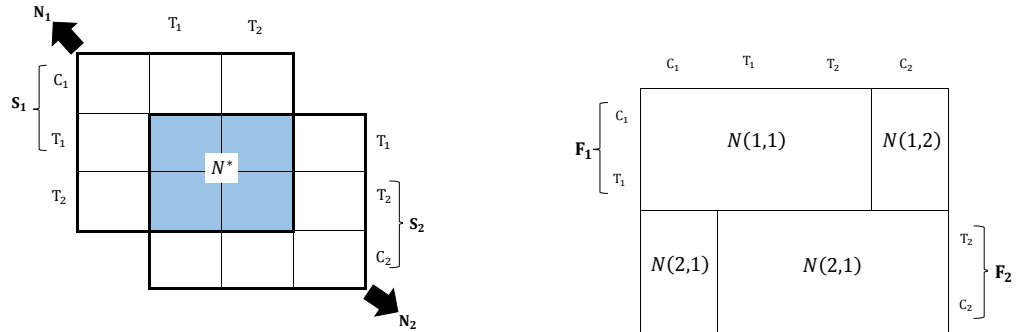 N₁
T₁ T₂
C₁
S₁
T₁
T₂
N*
T₁
T₂
S₂
C₂
N₂
C₁ T₁ T₂ C₂
C₁
F₁
T₁
N(1,1) N(1,2)
N(2,1) N(2,1)
T₂
F₂
C₂